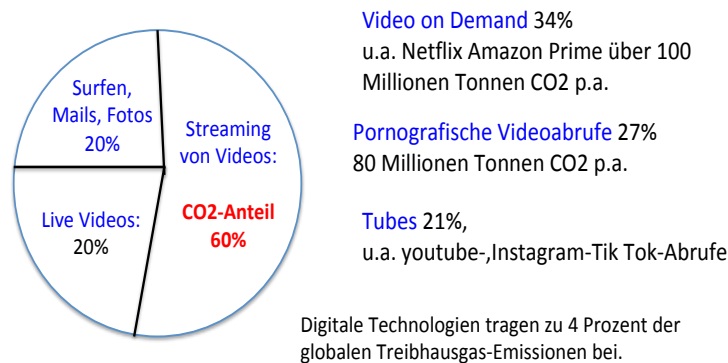 Surfen,
Mails, Fotos
20%
Streaming
von Videos:
CO2-Anteil
60%
Live Videos:
20%
Video on Demand 34%
u.a. Netflix Amazon Prime über 100
Millionen Tonnen CO2 p.a.
Pornografische Videoabrufe 27%
80 Millionen Tonnen CO2 p.a.
Tubes 21%,
u.a. youtube-,Instagram-Tik Tok-Abrufe
Digitale Technologien tragen zu 4 Prozent der
globalen Treibhausgas-Emissionen bei.